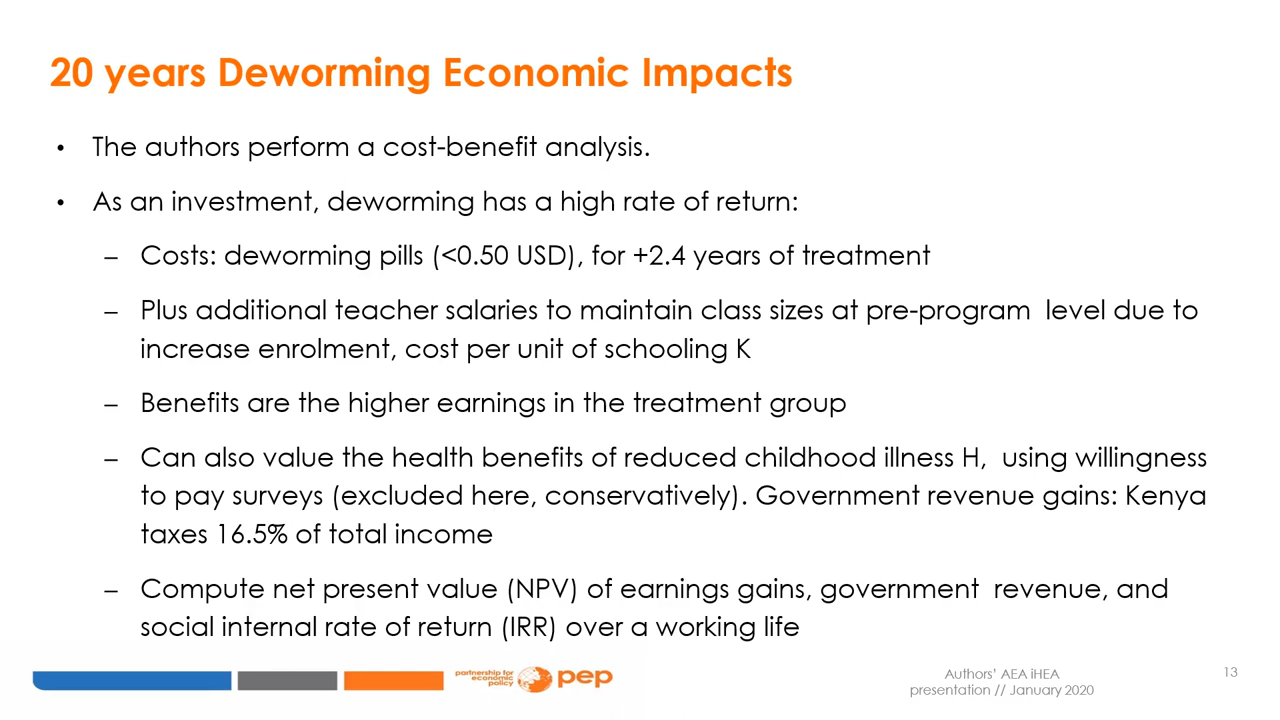 20 years Deworming Economic Impacts
• The authors perform a cost-benefit analysis.
• As an investment, deworming has a high rate of return:
– Costs: deworming pills (<0.50 USD), for +2.4 years of treatment
– Plus additional teacher salaries to maintain class sizes at pre-program level due to
increase enrolment, cost per unit of schooling K
– Benefits are the higher earnings in the treatment group
– Can also value the health benefits of reduced childhood illness H, using willingness
to pay surveys (excluded here, conservatively). Government revenue gains: Kenya
taxes 16.5% of total income
– Compute net present value (NPV) of earnings gains, government revenue, and
social internal rate of return (IRR) over a working life
partnership for
economic
policy
pep
Authors' AEA iHEA
presentation // January 2020
13